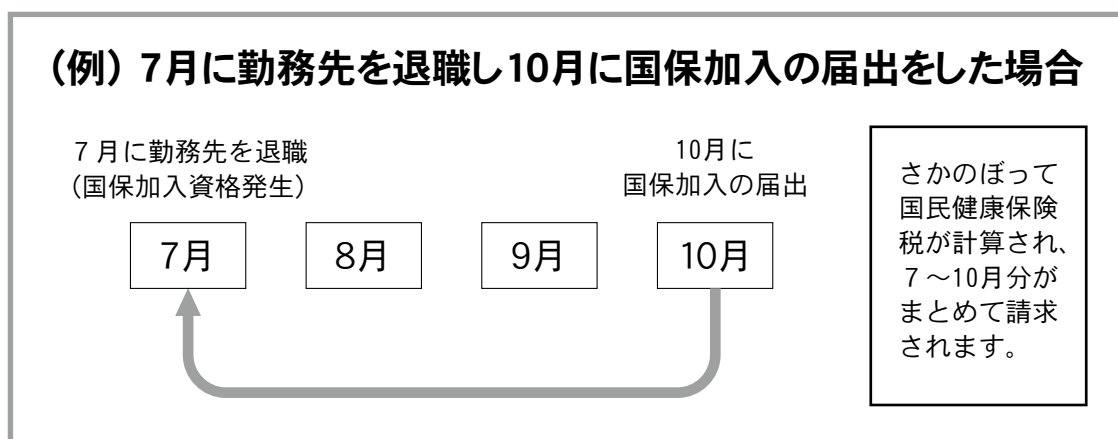 (例) 7月に勤務先を退職し10月に国保加入の届出をした場合
７月に勤務先を退職
(国保加入資格発生)
10月に
国保加入の届出
7月
8月
9月
10月
さかのぼって
国民健康保険
税が計算され、
７～10月分が
まとめて請求
されます。